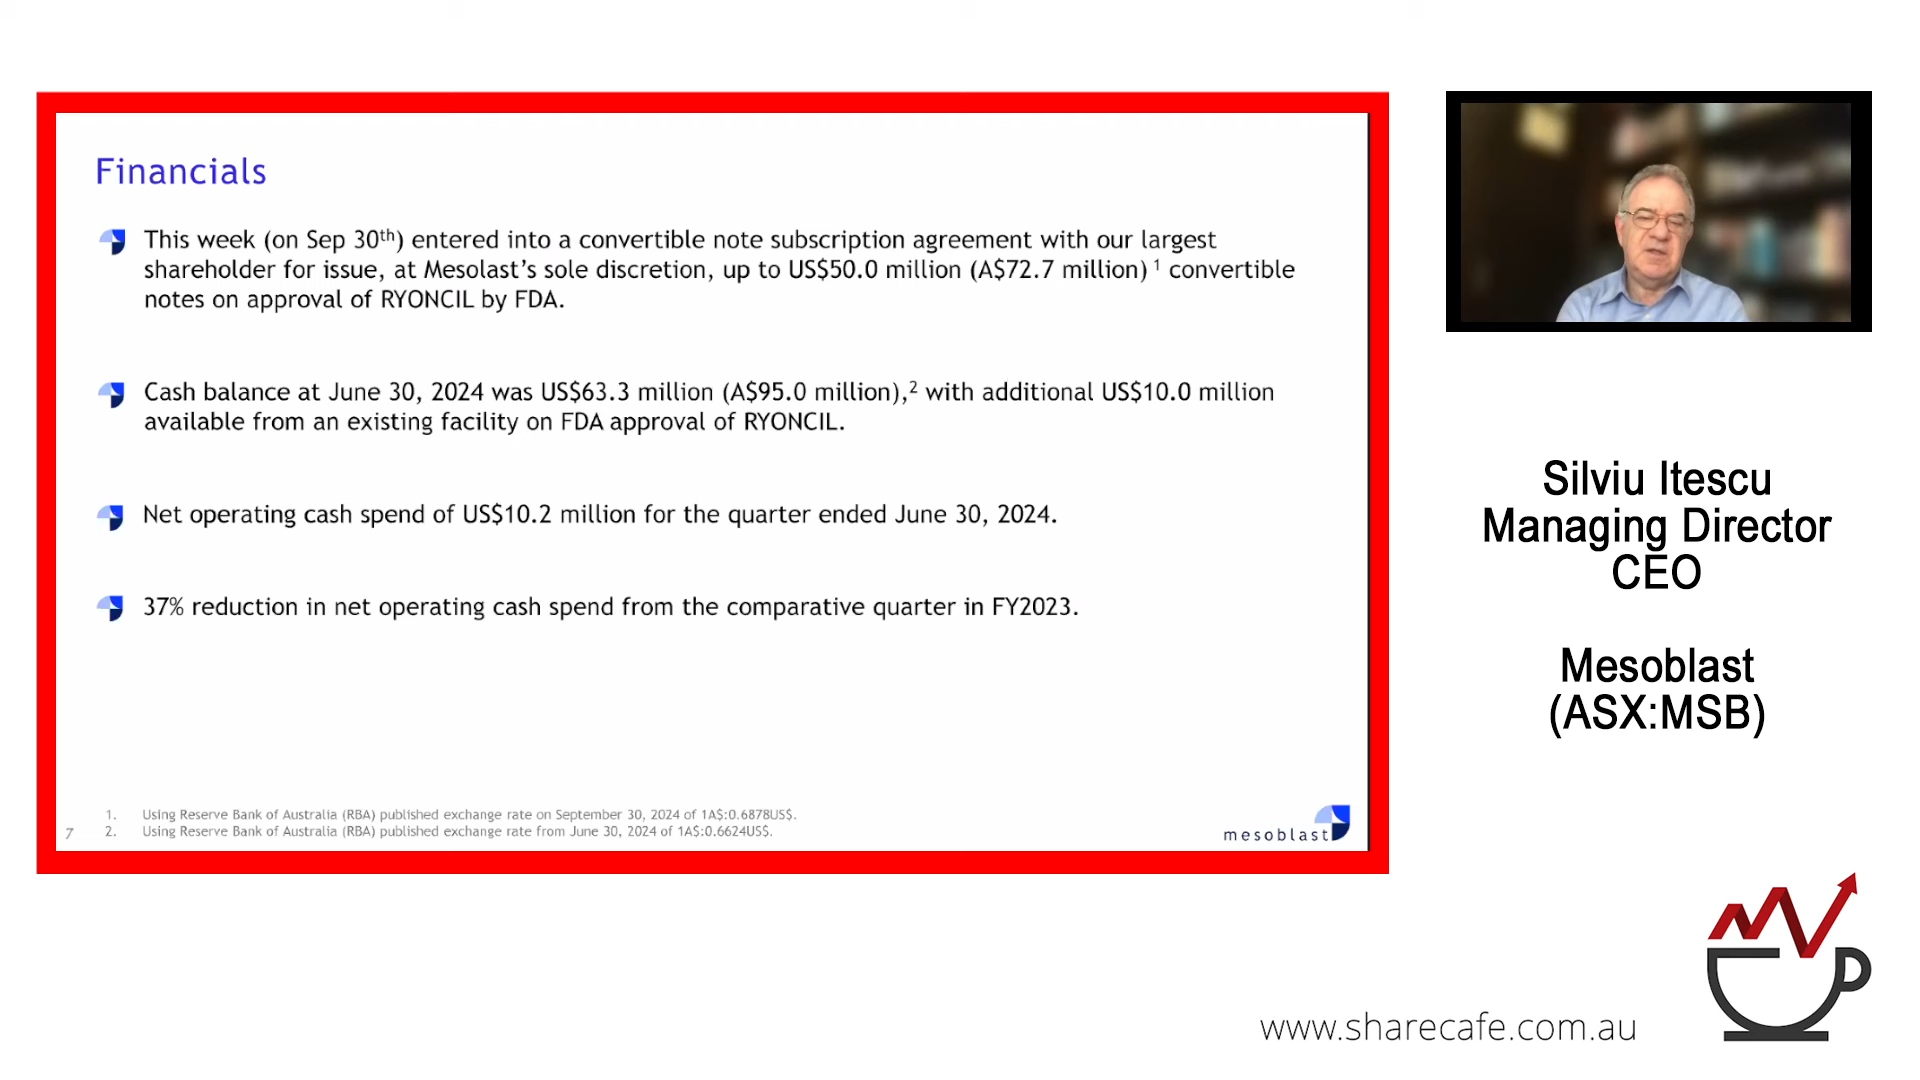 Financials
This week (on Sep 30th) entered into a convertible note subscription agreement with our largest
shareholder for issue, at Mesolast’s sole discretion, up to US$50.0 million (A$72.7 million) 1 convertible
notes on approval of RYONCIL by FDA.
Cash balance at June 30, 2024 was US$63.3 million (A$95.0 million),2 with additional US$10.0 million
available from an existing facility on FDA approval of RYONCIL.
Net operating cash spend of US$10.2 million for the quarter ended June 30, 2024.
37% reduction in net operating cash spend from the comparative quarter in FY2023.
1. Using Reserve Bank of Australia (RBA) published exchange rate on September 30, 2024 of 1A$:0.6878US$.
2. Using Reserve Bank of Australia (RBA) published exchange rate from June 30, 2024 of 1A$:0.6624US$.
7
mesoblast
Silviu Itescu
Managing Director
CEO
Mesoblast
(ASX:MSB)
www.sharecafe.com.au